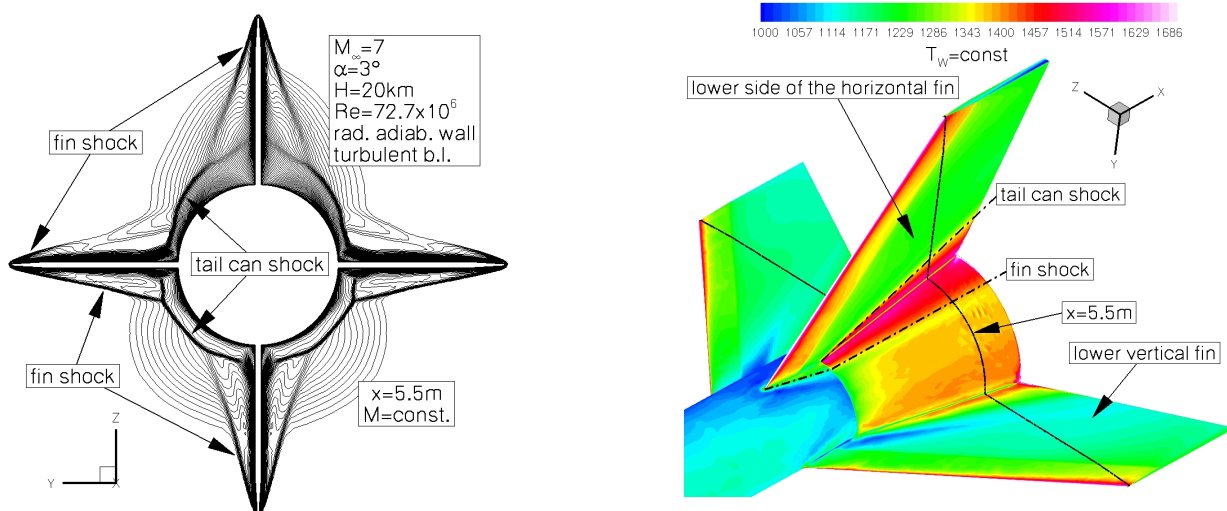 M∞=7
α=3°
H=20km
Re=72.7x10⁶
rad. adiab. wall
turbulent b.l.
fin shock
tail can shock
fin shock
x=5.5m
M=const.
Z
Y
X
1000 1057 1114 1171 1229 1286 1343 1400 1457 1514 1571 1629 1686
T_W=const
lower side of the horizontal fin
Z
X
Y
tail can shock
fin shock
x=5.5m
lower vertical fin